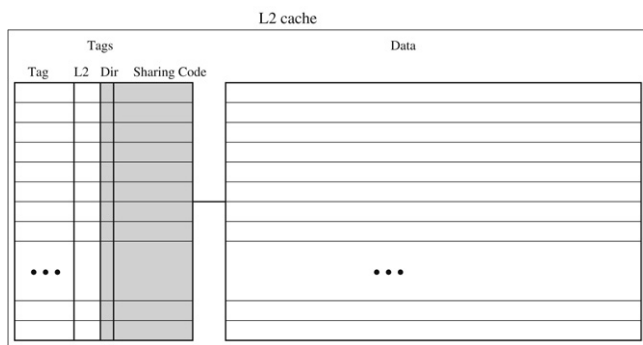 L2 cache
Tags Data
Tag L2 Dir Sharing Code